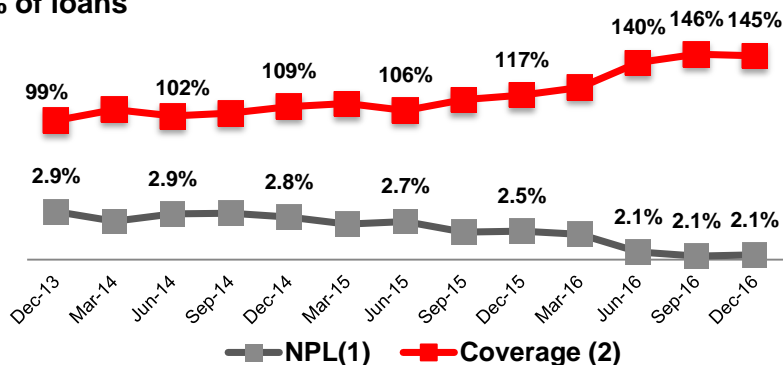 % of loans
140% 146% 145%
117%
109%
106%
102%
99%
2.9% 2.9% 2.8% 2.7% 2.5% 2.1% 2.1% 2.1%
Dec-13 Mar-14 Jun-14 Sep-14 Dec-14 Mar-15 Jun-15 Sep-15 Dec-15 Mar-16 Jun-16 Sep-16 Dec-16
NPL(1) Coverage (2)